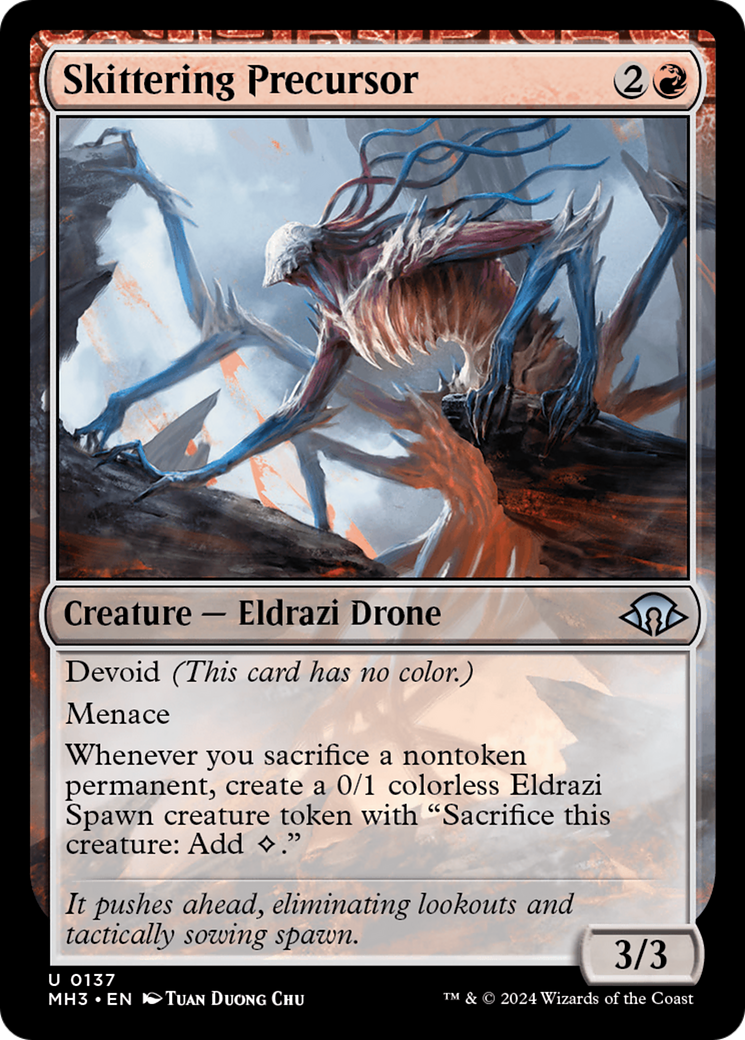 Skittering Precursor 2
Creature — Eldrazi Drone
Devoid (This card has no color.)
Menace
Whenever you sacrifice a nontoken
permanent, create a 0/1 colorless Eldrazi
Spawn creature token with “Sacrifice this
creature: Add .”
It pushes ahead, eliminating lookouts and
tactically sowing spawn.
3/3
U 0137
MH3 • EN Tuan Duong Chu
™ & © 2024 Wizards of the Coast